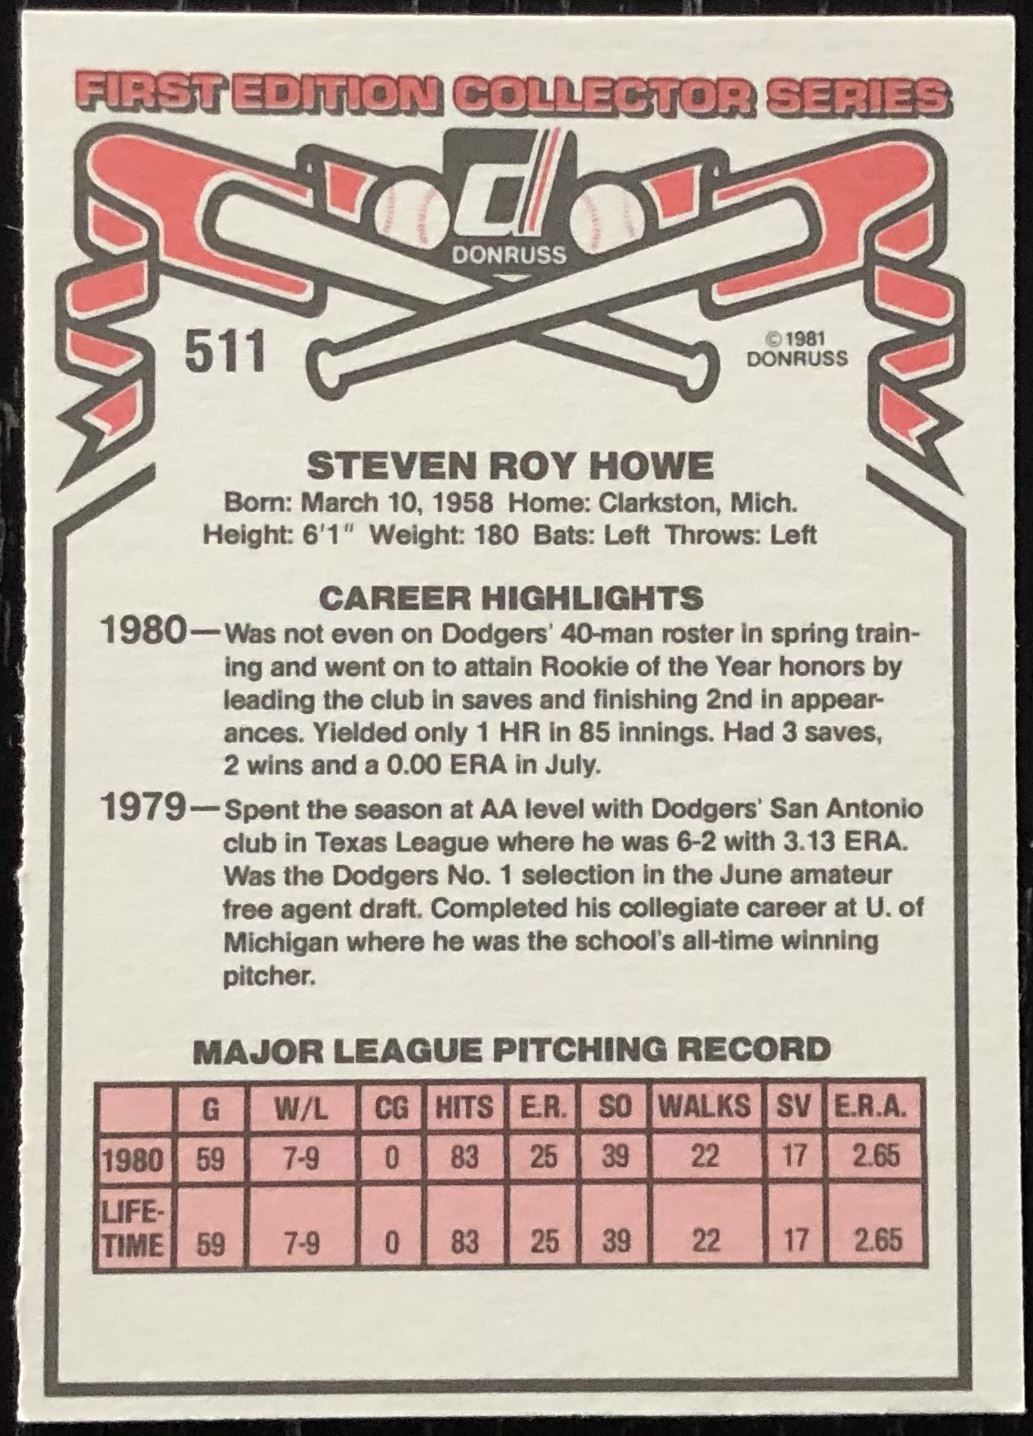 FIRST EDITION COLLECTOR SERIES
d
DONRUSS
511
©1981
DONRUSS
STEVEN ROY HOWE
Born: March 10, 1958 Home: Clarkston, Mich.
Height: 6'1" Weight: 180 Bats: Left Throws: Left
CAREER HIGHLIGHTS
1980—Was not even on Dodgers' 40-man roster in spring train-
ing and went on to attain Rookie of the Year honors by
leading the club in saves and finishing 2nd in appear-
ances. Yielded only 1 HR in 85 innings. Had 3 saves,
2 wins and a 0.00 ERA in July.
1979—Spent the season at AA level with Dodgers' San Antonio
club in Texas League where he was 6-2 with 3.13 ERA.
Was the Dodgers No. 1 selection in the June amateur
free agent draft. Completed his collegiate career at U. of
Michigan where he was the school's all-time winning
pitcher.
MAJOR LEAGUE PITCHING RECORD
G W/L CG HITS E.R. SO WALKS SV E.R.A.
1980 59 7-9 0 83 25 39 22 17 2.65
LIFE-
TIME 59 7-9 0 83 25 39 22 17 2.65